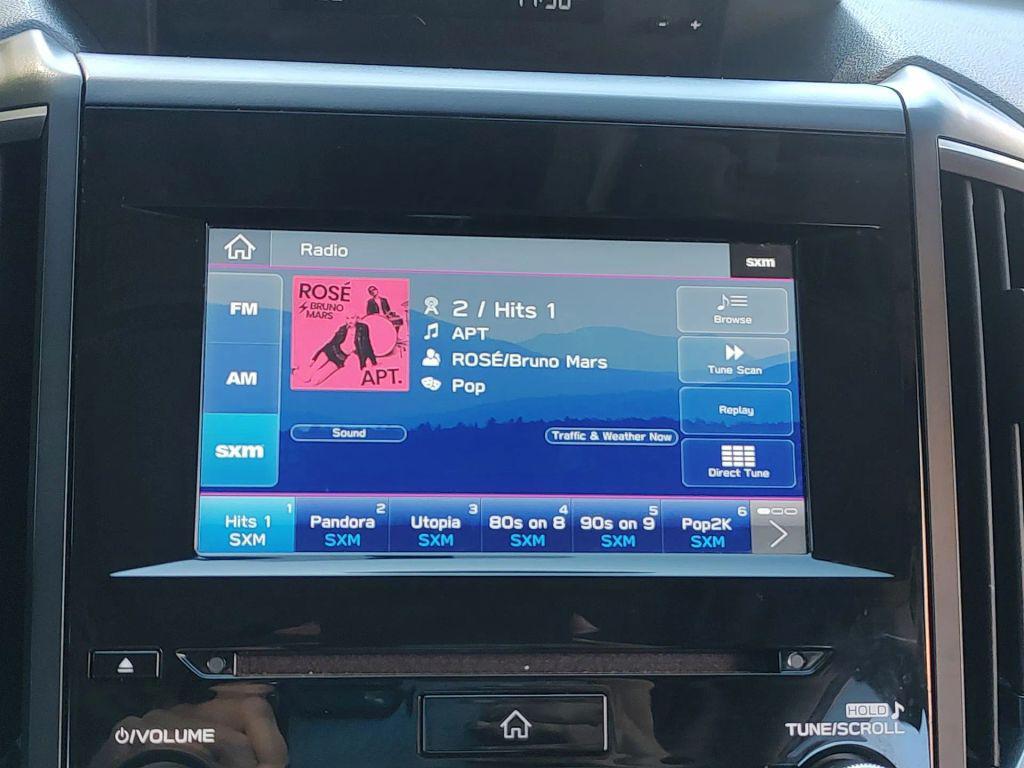 Radio
sxm
FM
AM
sxm
ROSÉ
BRUNO
MARS
APT.
2 / Hits 1
APT
ROSÉ/Bruno Mars
Pop
Sound
Traffic & Weather Now
Browse
Tune Scan
Replay
Direct Tune
1
Hits 1
SXM
2
Pandora
SXM
3
Utopia
SXM
4
80s on 8
SXM
5
90s on 9
SXM
6
Pop2K
SXM
/VOLUME
HOLD
TUNE/SCROLL